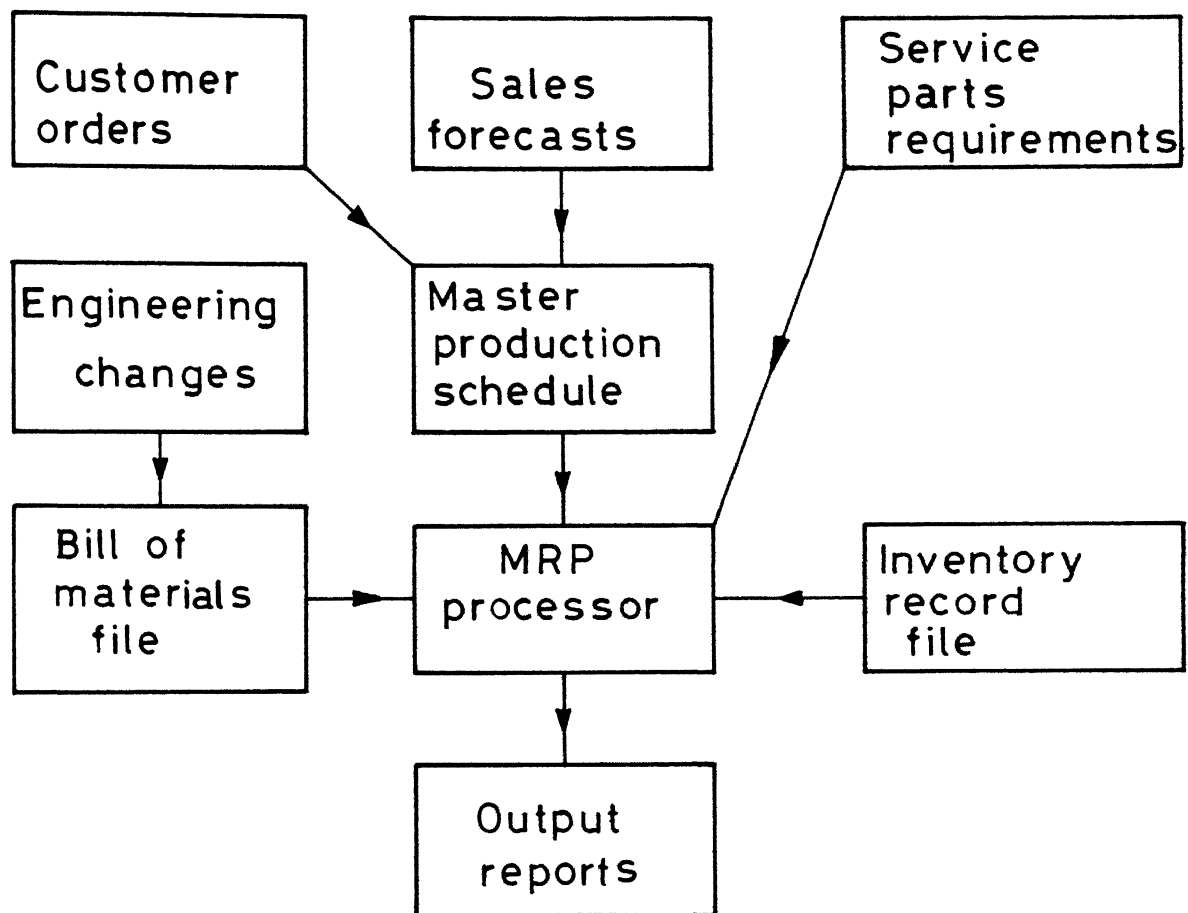 Customer
orders
Sales
forecasts
Service
parts
requirements
Engineering
changes
Master
production
schedule
Bill of
materials
file
MRP
processor
Inventory
record
file
Output
reports